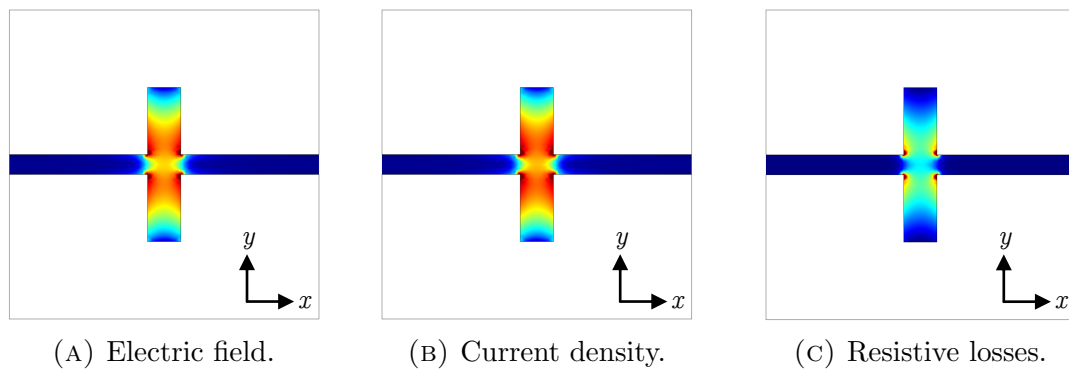 y
x
y
x
y
x
(A) Electric field.
(B) Current density.
(C) Resistive losses.